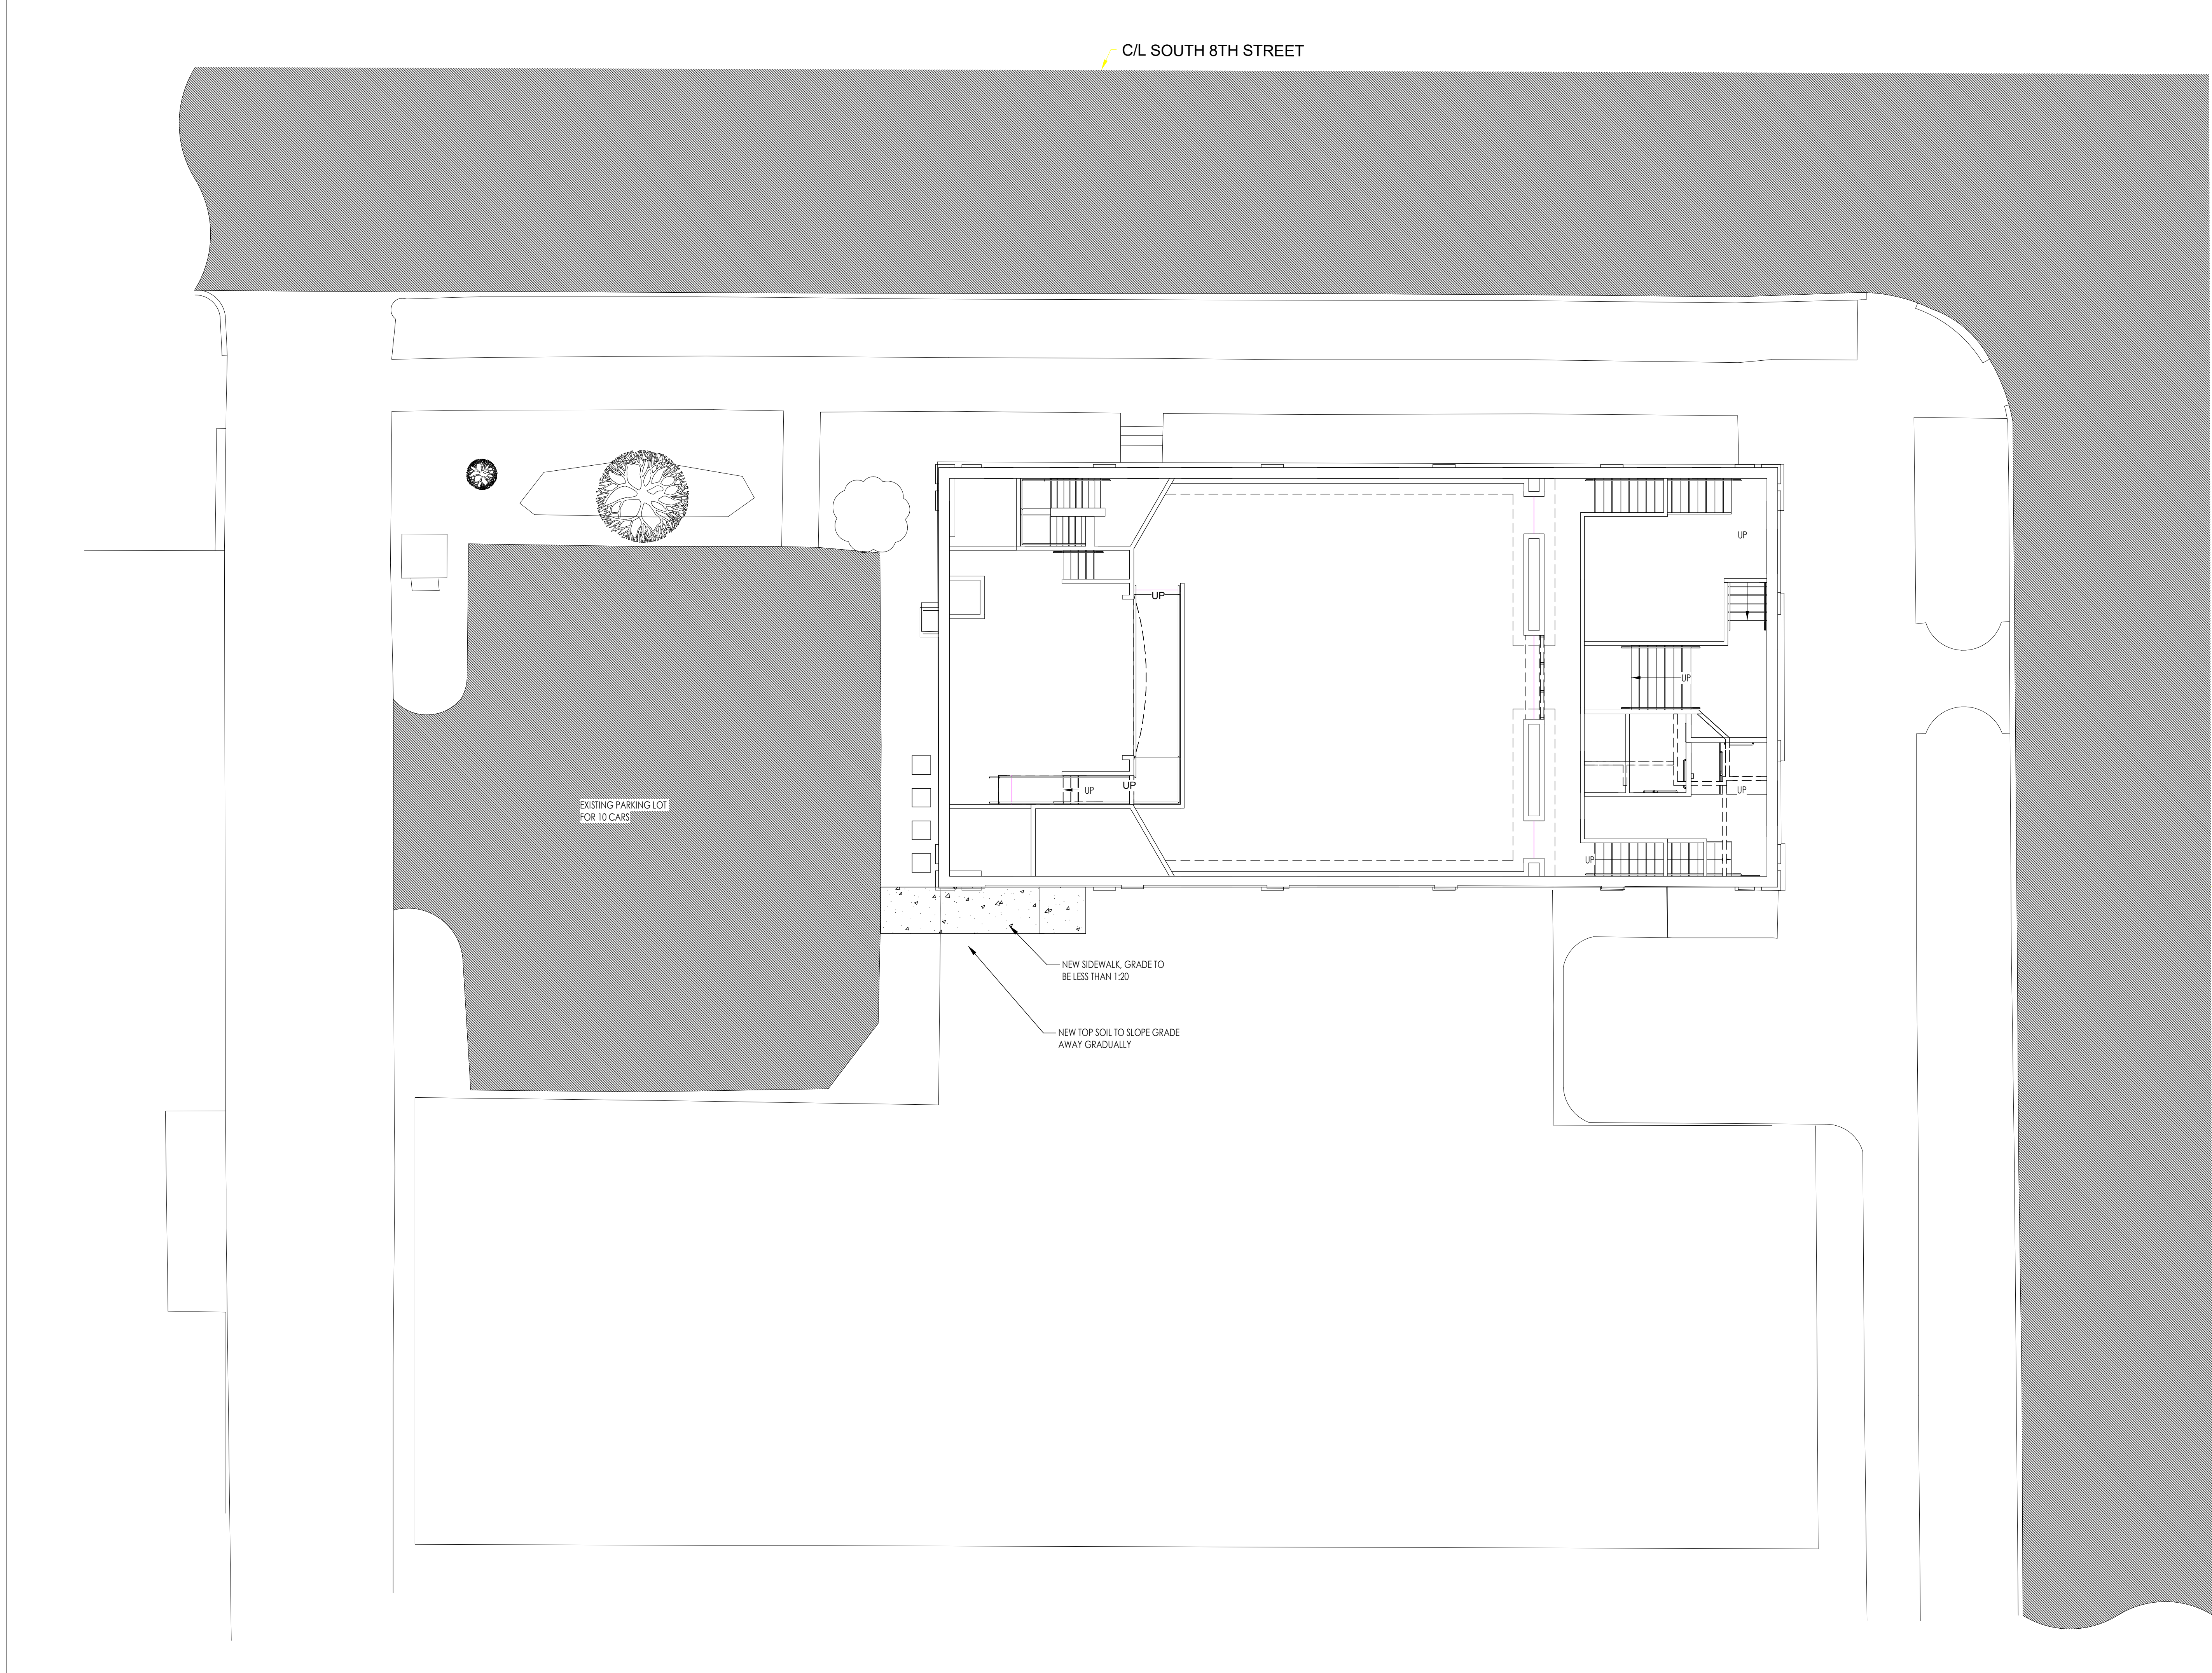 C/L SOUTH 8TH STREET
UP
UP
UP
EXISTING PARKING LOT
FOR 10 CARS
UP
UP
UP
UP
NEW SIDEWALK, GRADE TO
BE LESS THAN 1:20
NEW TOP SOIL TO SLOPE GRADE
AWAY GRADUALLY